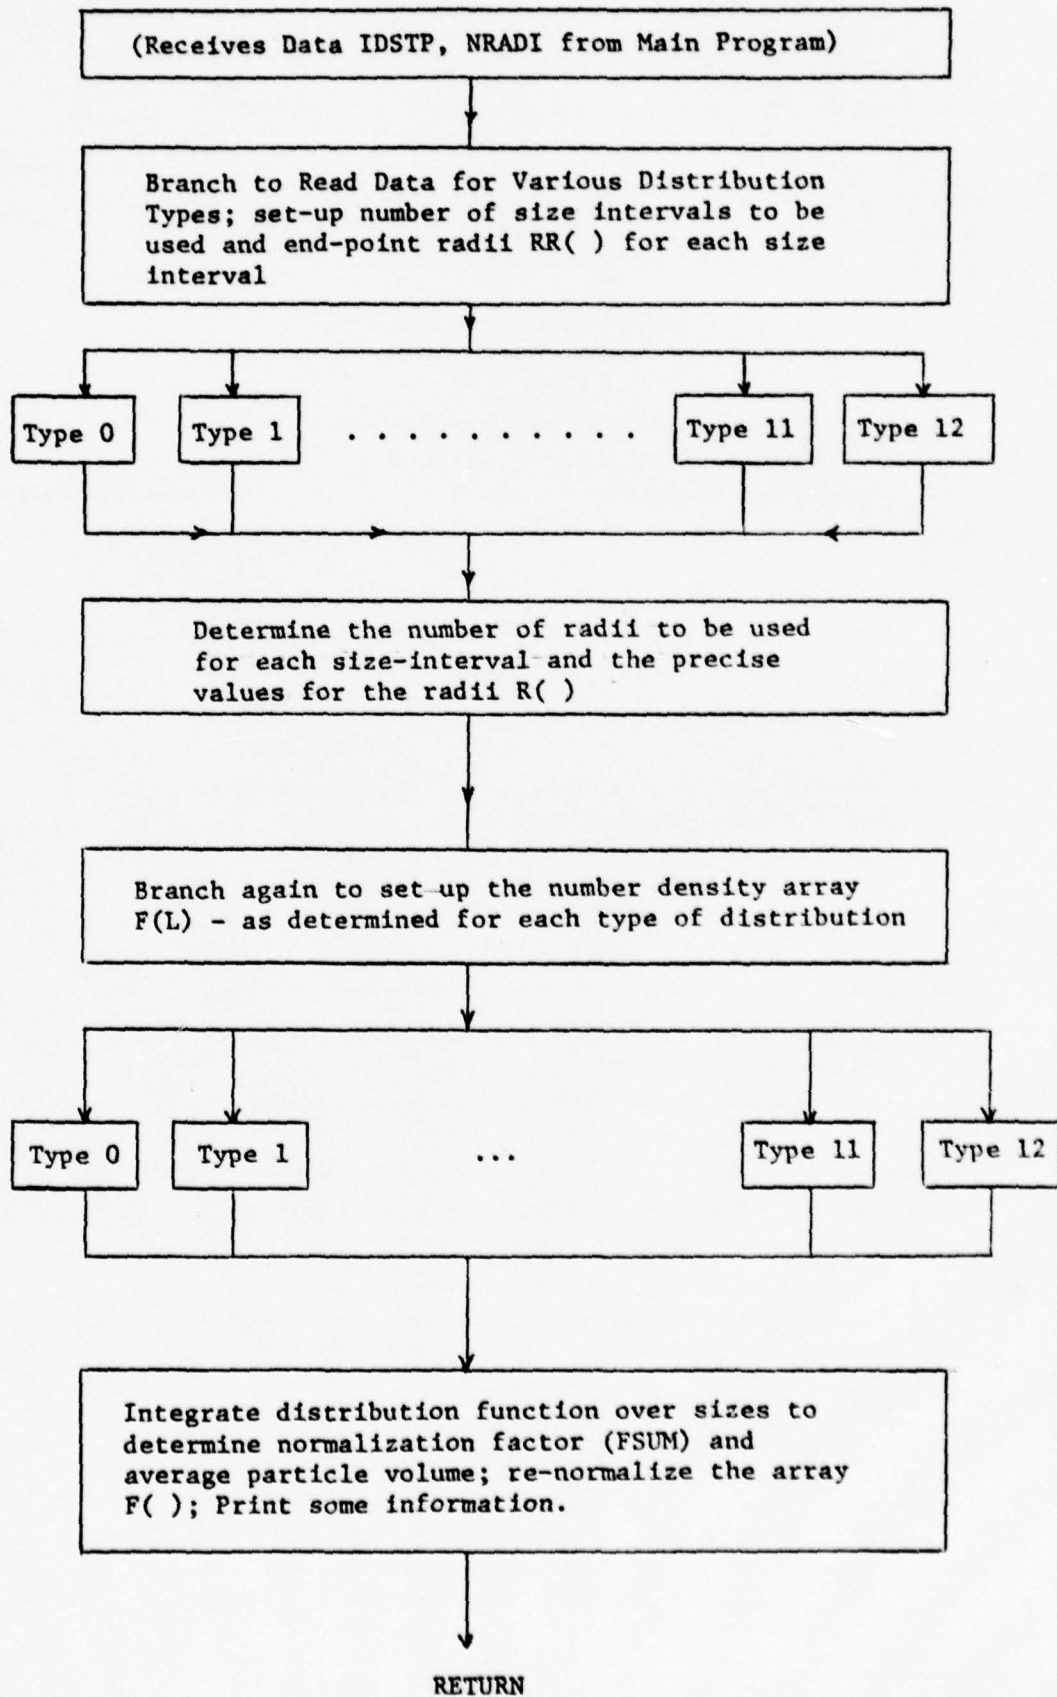 (Receives Data IDSTP, NRADI from Main Program)
Branch to Read Data for Various Distribution
Types; set-up number of size intervals to be
used and end-point radii RR( ) for each size
interval
Type 0 Type 1 . . . . . . . . . . Type 11 Type 12
Determine the number of radii to be used
for each size-interval and the precise
values for the radii R( )
Branch again to set up the number density array
F(L) - as determined for each type of distribution
Type 0 Type 1 ... Type 11 Type 12
Integrate distribution function over sizes to
determine normalization factor (FSUM) and
average particle volume; re-normalize the array
F( ); Print some information.
RETURN